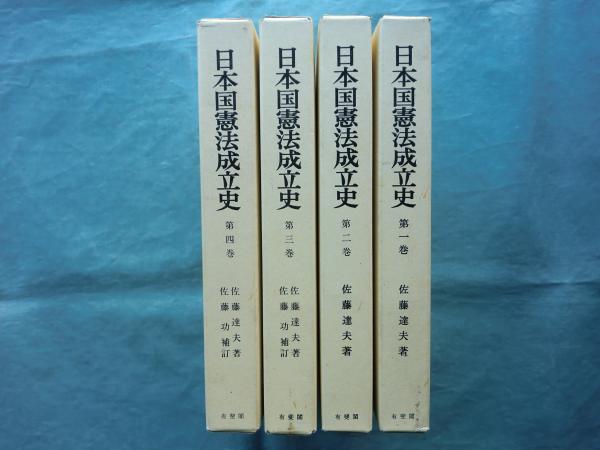 日本国憲法成立史
第一巻
佐藤達夫著
有斐閣
日本国憲法成立史
第二巻
佐藤達夫著
有斐閣
日本国憲法成立史
第三巻
佐藤達夫著
佐藤功補訂
有斐閣
日本国憲法成立史
第四巻
佐藤達夫著
佐藤功補訂
有斐閣